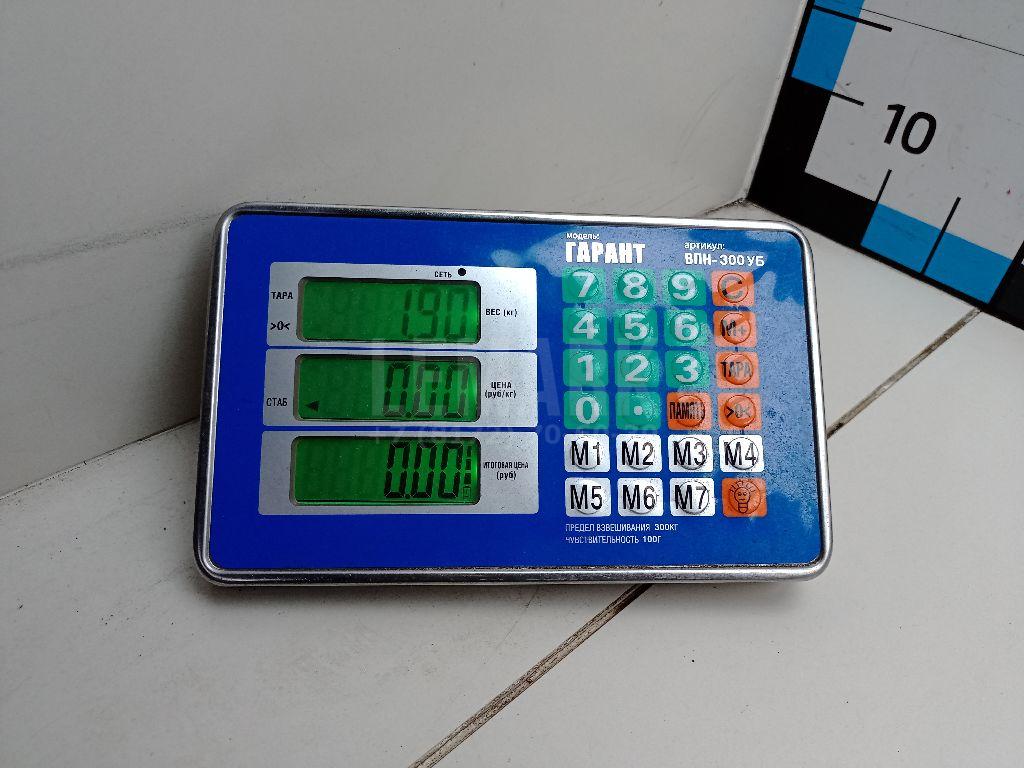 10
модель:
ГАРАНТ
артикул:
ВПН-300 УБ
СЕТЬ
ТАРА
>0<
1.90
ВЕС (кг)
СТАБ
0.00
ЦЕНА
(руб/кг)
0.00
ИТОГОВАЯ ЦЕНА
(руб)
7 8 9 C
4 5 6 M+
1 2 3 ТАРА
0 . ПАМЯТЬ >0<
M1 M2 M3 M4
M5 M6 M7
ПРЕДЕЛ ВЗВЕШИВАНИЯ 300КГ
ЧУВСТВИТЕЛЬНОСТЬ 100Г